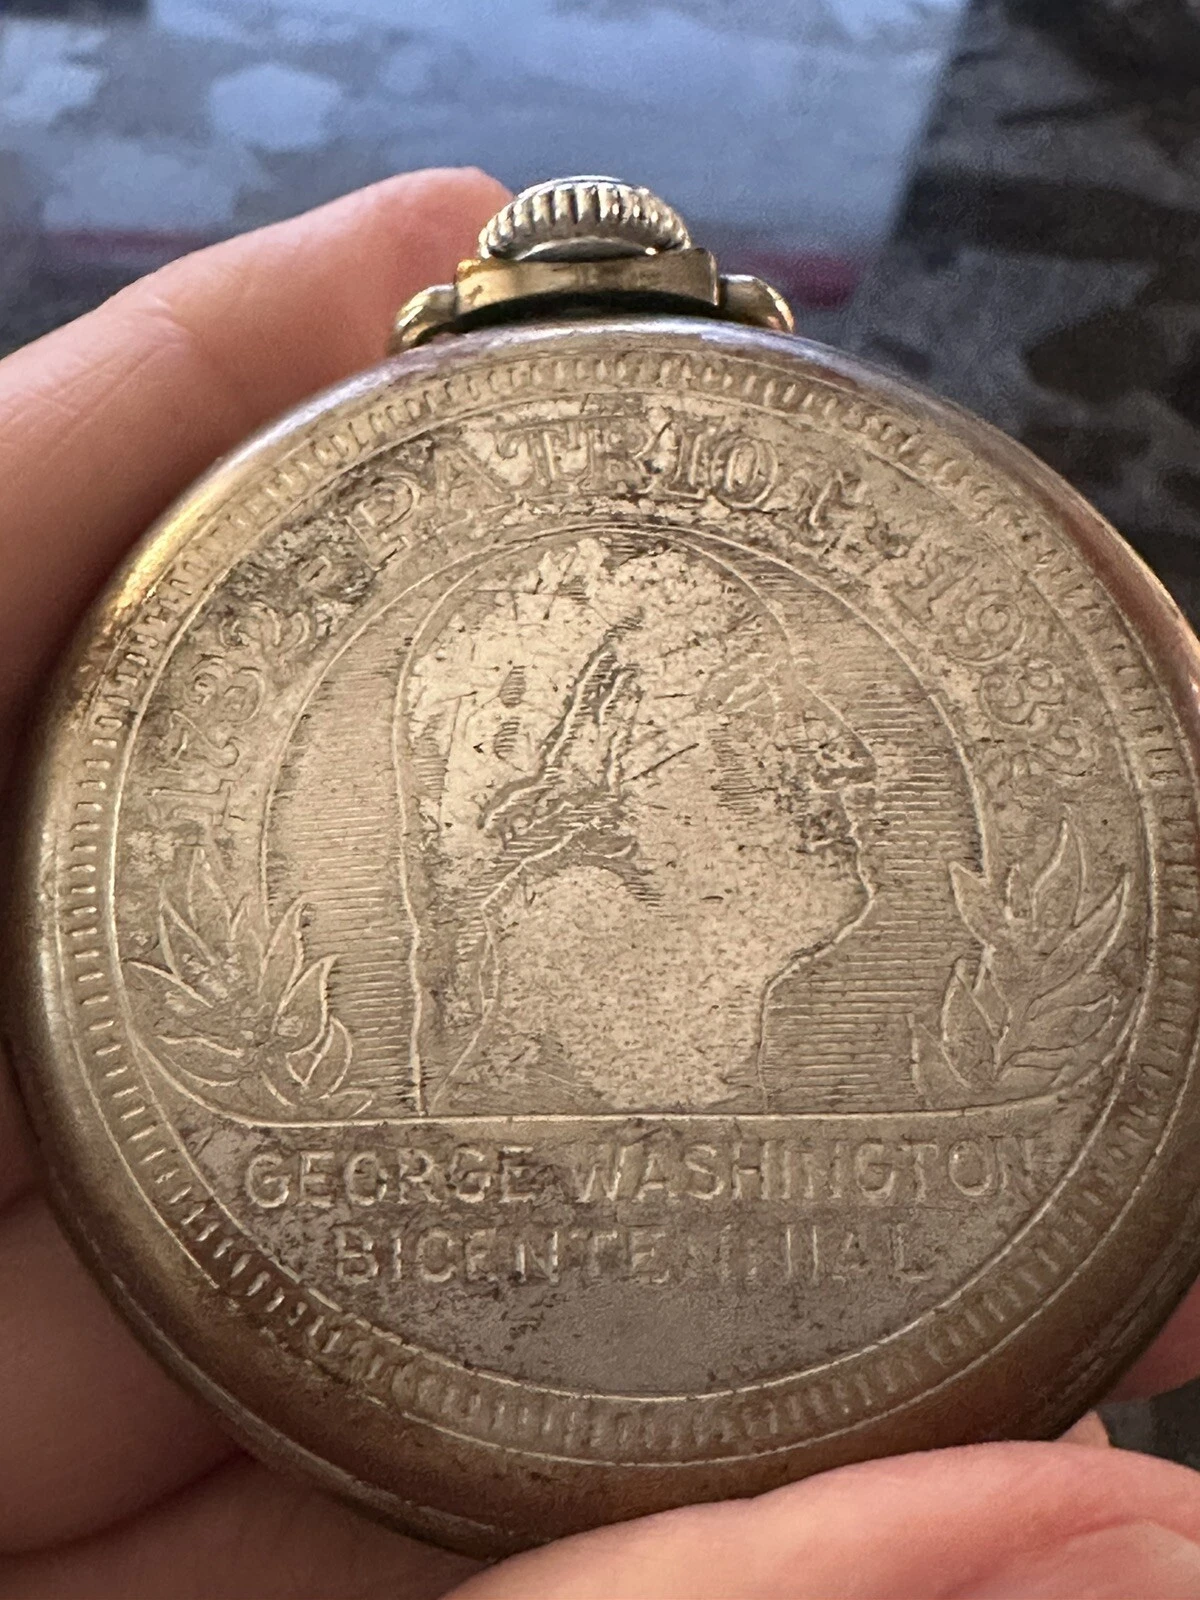 1732 • PATRIOT • 1932
GEORGE WASHINGTON
BICENTENNIAL